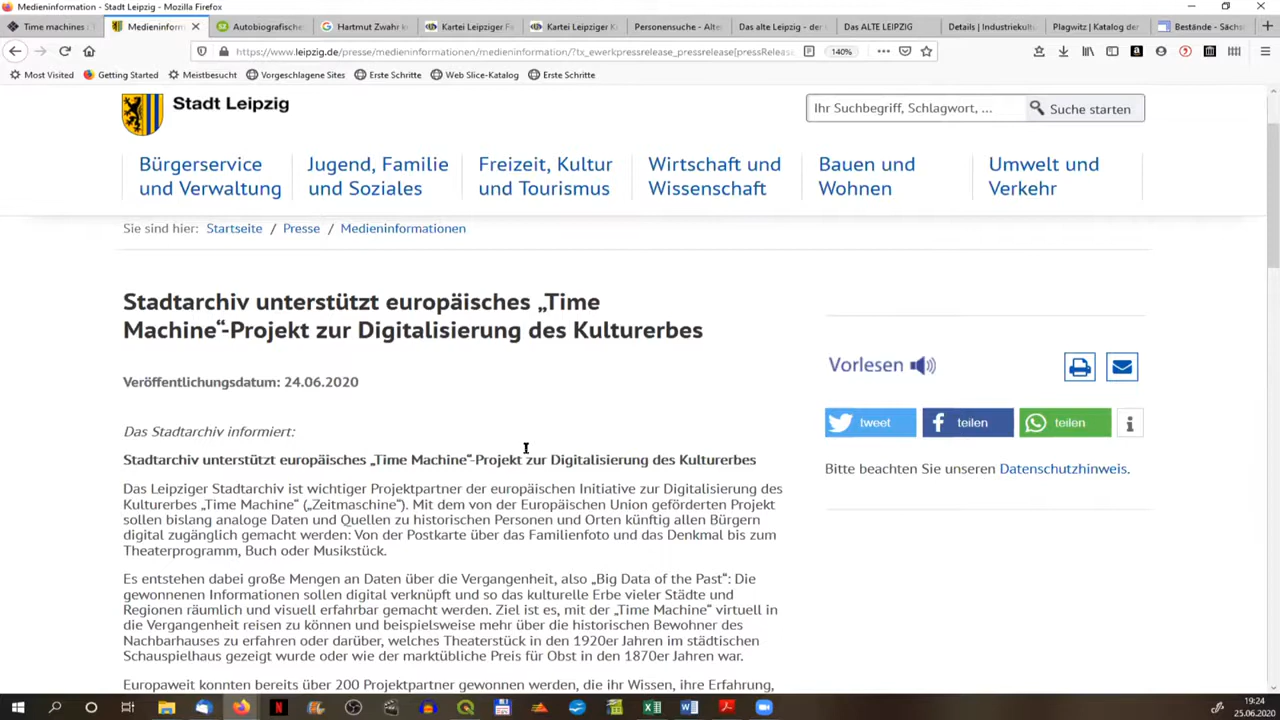 Medieninformation - Stadt Leipzig - Mozilla Firefox
Time machines
Medieninform
Autobiografische
Hartmut Zwahr k
Kartei Leipziger F
Kartei Leipziger K
Personensuche - Alte
Das alte Leipzig - de
Das ALTE LEIPZIG
Details | Industriekult
Plagwitz | Katalog der
Bestände - Sächs
https://www.leipzig.de/presse/medieninformationen/medieninformation/?tx_ewerkpressrelease_pressrelease[pressRelea
140%
Most Visited
Getting Started
Meistbesucht
Vorgeschlagene Sites
Erste Schritte
Web Slice-Katalog
Erste Schritte
Stadt Leipzig
Ihr Suchbegriff, Schlagwort, ...
Suche starten
Bürgerservice
und Verwaltung
Jugend, Familie
und Soziales
Freizeit, Kultur
und Tourismus
Wirtschaft und
Wissenschaft
Bauen und
Wohnen
Umwelt und
Verkehr
Sie sind hier: Startseite / Presse / Medieninformationen
Stadtarchiv unterstützt europäisches „Time
Machine“-Projekt zur Digitalisierung des Kulturerbes
Veröffentlichungsdatum: 24.06.2020
Das Stadtarchiv informiert:
Stadtarchiv unterstützt europäisches „Time Machine“-Projekt zur Digitalisierung des Kulturerbes
Das Leipziger Stadtarchiv ist wichtiger Projektpartner der europäischen Initiative zur Digitalisierung des
Kulturerbes „Time Machine“ („Zeitmaschine“). Mit dem von der Europäischen Union geförderten Projekt
sollen bislang analoge Daten und Quellen zu historischen Personen und Orten künftig allen Bürgern
digital zugänglich gemacht werden: Von der Postkarte über das Familienfoto und das Denkmal bis zum
Theaterprogramm, Buch oder Musikstück.
Es entstehen dabei große Mengen an Daten über die Vergangenheit, also „Big Data of the Past“: Die
gewonnenen Informationen sollen digital verknüpft und so das kulturelle Erbe vieler Städte und
Regionen räumlich und visuell erfahrbar gemacht werden. Ziel ist es, mit der „Time Machine“ virtuell in
die Vergangenheit reisen zu können und beispielsweise mehr über die historischen Bewohner des
Nachbarhauses zu erfahren oder darüber, welches Theaterstück in den 1920er Jahren im städtischen
Schauspielhaus gezeigt wurde oder wie der marktübliche Preis für Obst in den 1870er Jahren war.
Europaweit konnten bereits über 200 Projektpartner gewonnen werden, die ihr Wissen, ihre Erfahrung,
Vorlesen
tweet
teilen
teilen
Bitte beachten Sie unseren Datenschutzhinweis.
19:24
25.06.2020